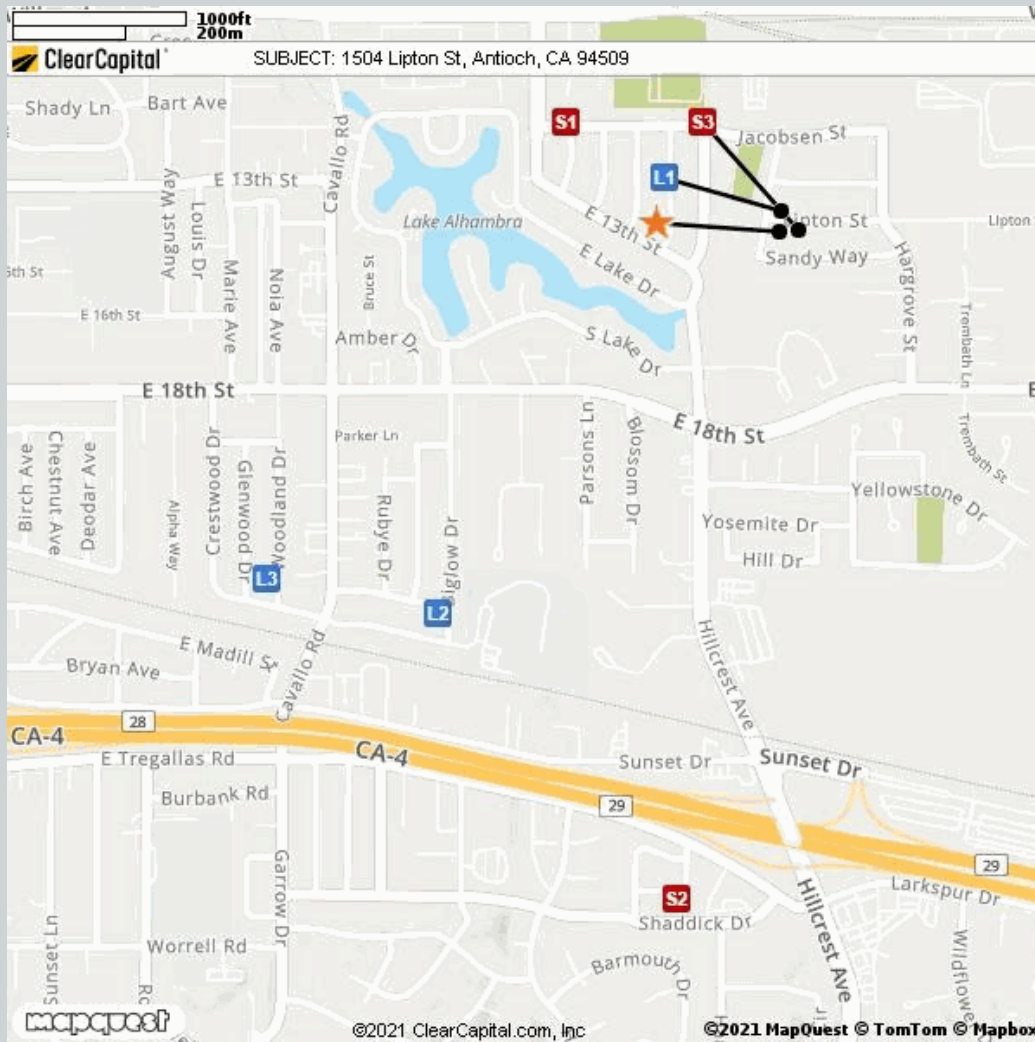 1000ft
200m
ClearCapital
SUBJECT: 1504 Lipton St, Antioch, CA 94509
Shady Ln
Bart Ave
Cavallo Rd
S1
S3
Jacobsen St
L1
E 13th St
August Way
Louis Dr
Lake Alhambra
E 13th St
Lipton St
Lipton
Marie Ave
Noia Ave
Bruce St
E Lake Dr
Sandy Way
Hargrove St
5th St
E 16th St
Amber Dr
S Lake Dr
Trembath Ln
E 18th St
E 18th St
Parker Ln
Parsons Ln
Blossom Dr
Trembath St
Birch Ave
Chestnut Ave
Deodar Ave
Alpha Way
Crestwood Dr
Glenwood Dr
Woodland Dr
Rubye Dr
Biglow Dr
Yellowstone Dr
Yosemite Dr
Hill Dr
L3
L2
E Madill St
Bryan Ave
Cavallo Rd
Hillcrest Ave
28
CA-4
CA-4
E Tregallas Rd
Sunset Dr
Sunset Dr
Burbank Rd
29
29
Garrow Dr
Larkspur Dr
S2
Shaddick Dr
Hillcrest Ave
Sunset Ln
Worrell Rd
Barmouth Dr
Wildflower
mapquest
©2021 ClearCapital.com, Inc
©2021 MapQuest © TomTom © Mapbox